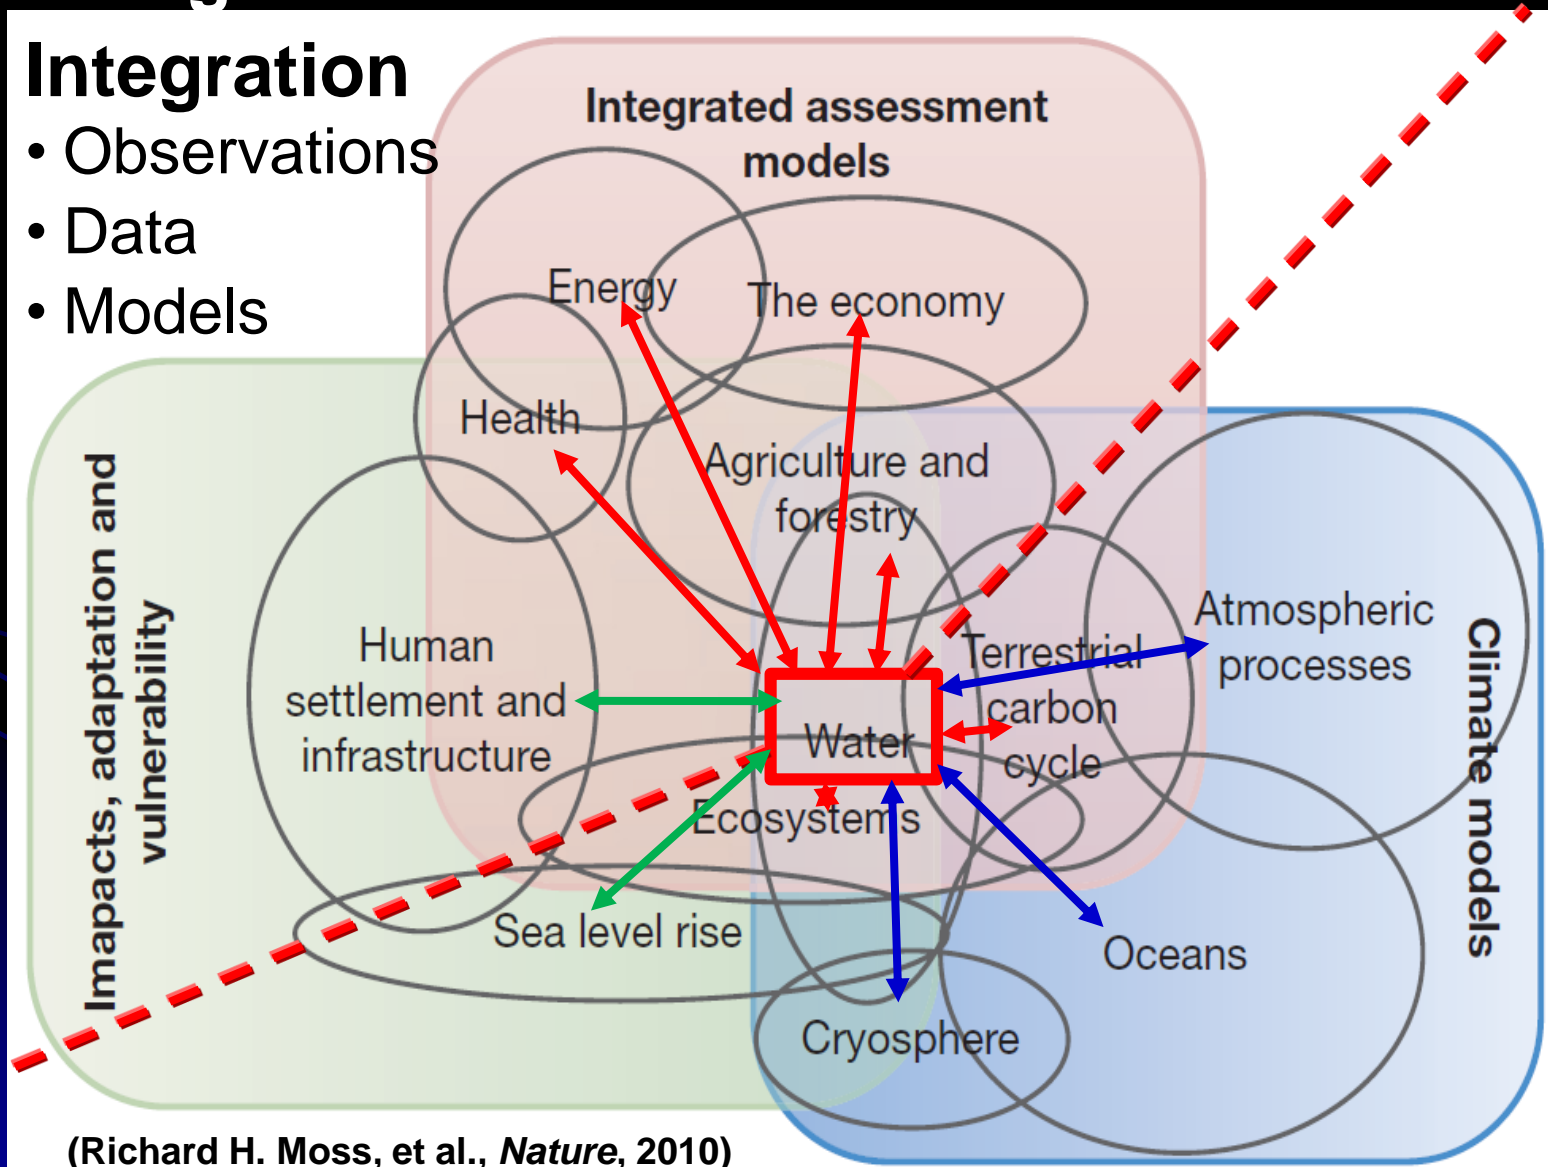 Integration
• Observations
• Data
• Models
Integrated assessment
models
Energy
The economy
Health
Agriculture and
forestry
Imapacts, adaptation and
vulnerability
Human
settlement and
infrastructure
Water
Terrestrial
carbon
cycle
Atmospheric
processes
Climate models
Ecosystems
Sea level rise
Oceans
Cryosphere
(Richard H. Moss, et al., Nature, 2010)